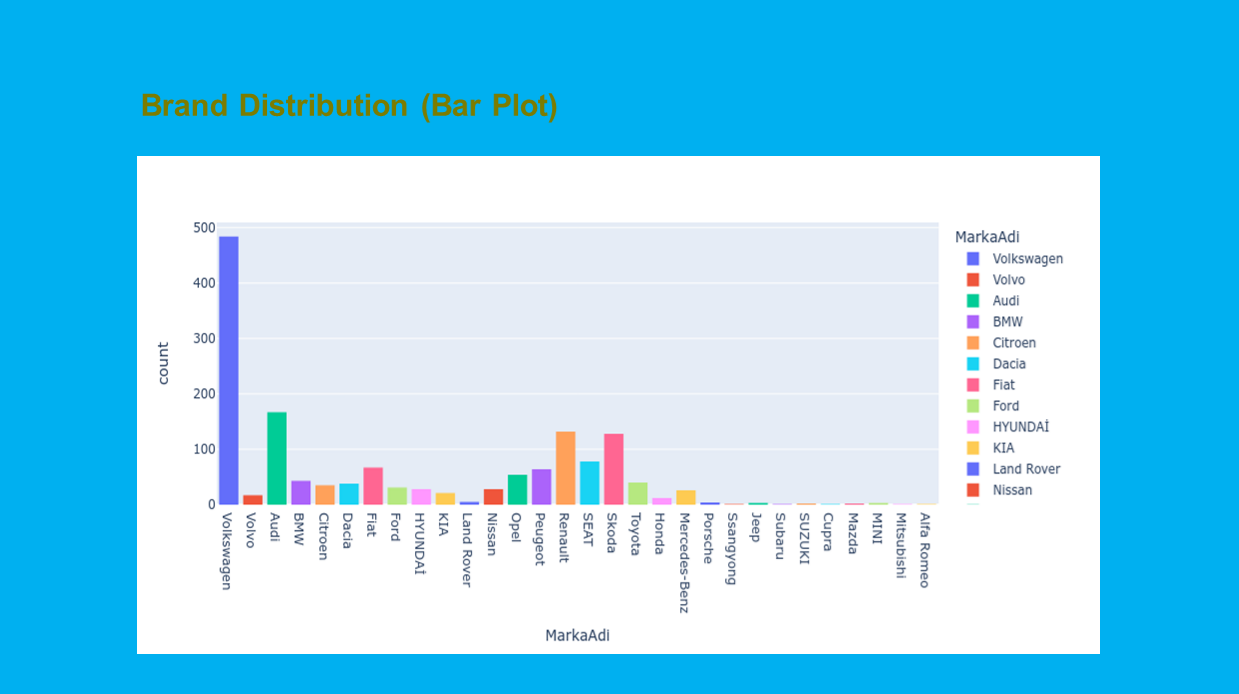 Brand Distribution (Bar Plot)
500
400
300
200
100
0
count
Volkswagen
Volvo
Audi
BMW
Citroen
Dacia
Fiat
Ford
HYUNDAİ
KIA
Land Rover
Nissan
Opel
Peugeot
Renault
SEAT
Skoda
Toyota
Honda
Mercedes-Benz
Porsche
Ssangyong
Jeep
Subaru
SUZUKI
Cupra
Mazda
MINI
Mitsubishi
Alfa Romeo
MarkaAdi
MarkaAdi
Volkswagen
Volvo
Audi
BMW
Citroen
Dacia
Fiat
Ford
HYUNDAİ
KIA
Land Rover
Nissan